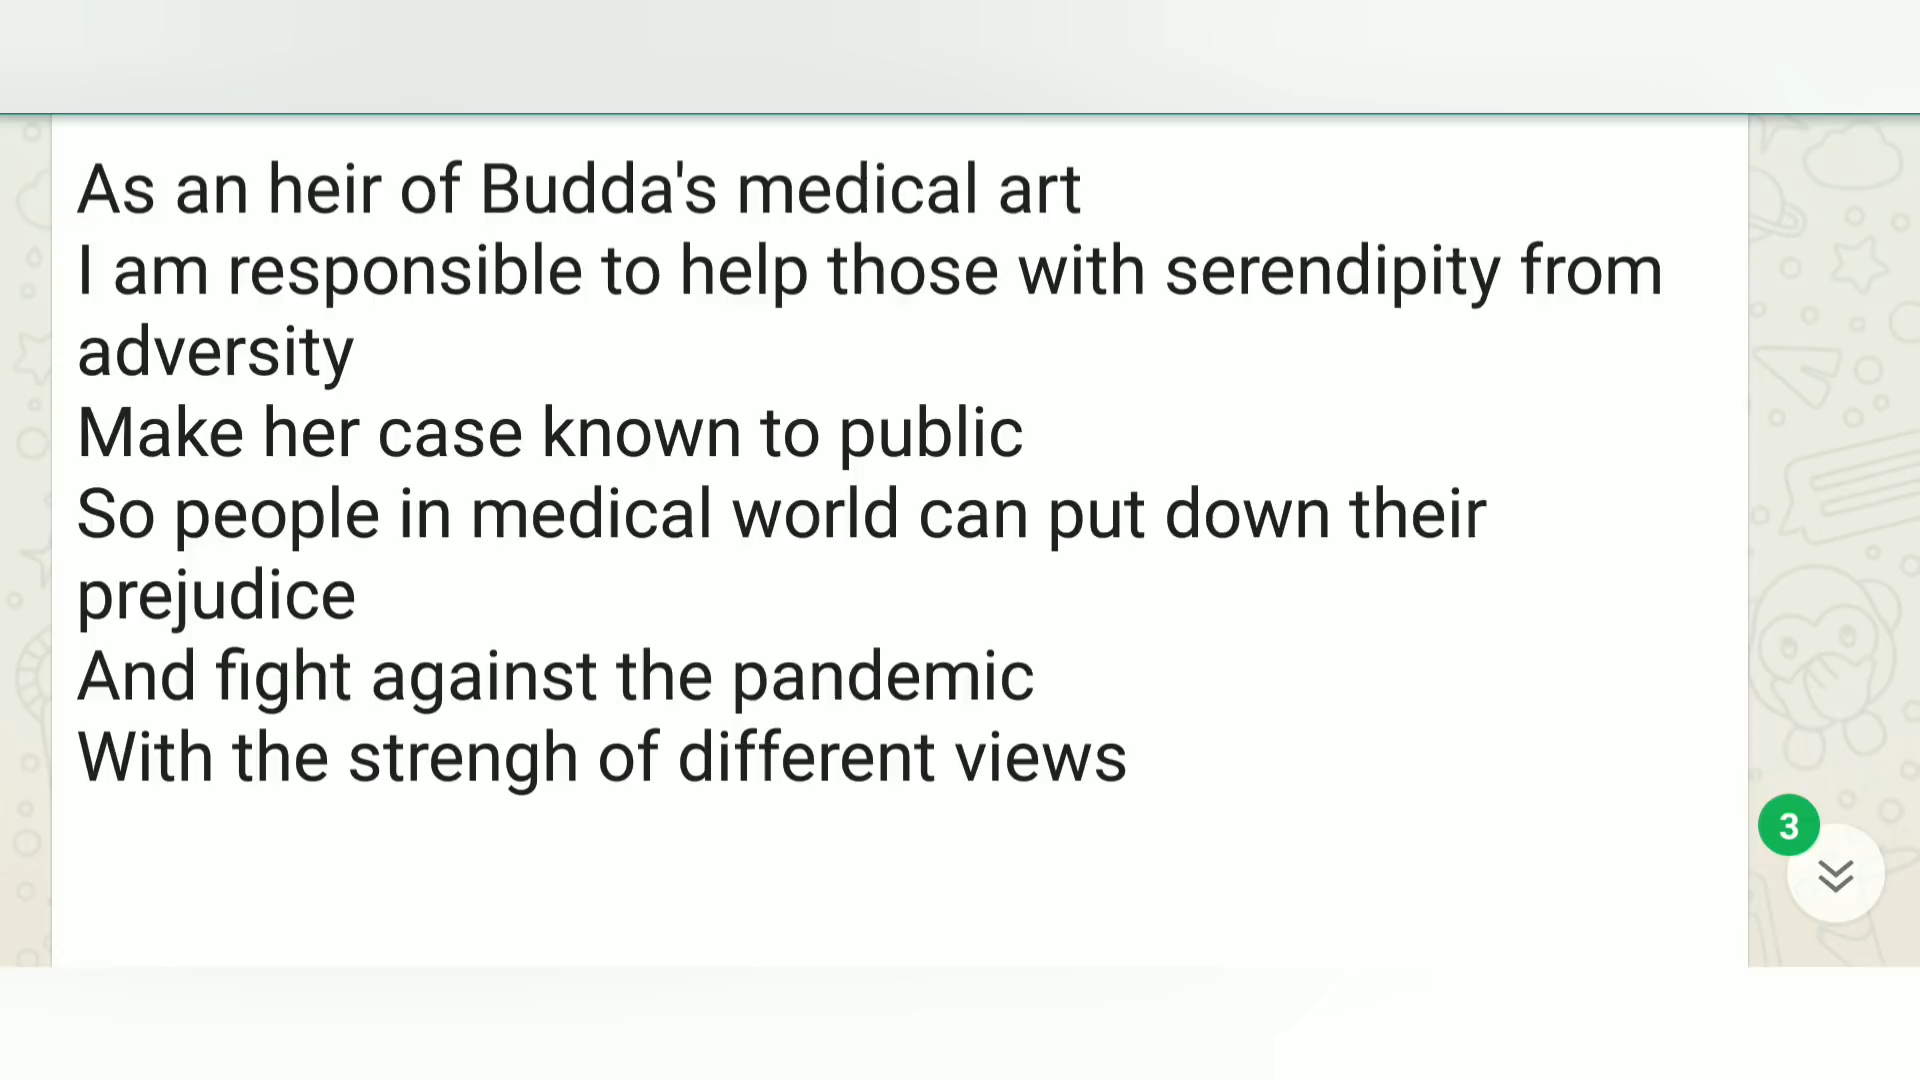 As an heir of Budda's medical art
I am responsible to help those with serendipity from
adversity
Make her case known to public
So people in medical world can put down their
prejudice
And fight against the pandemic
With the strengh of different views
3